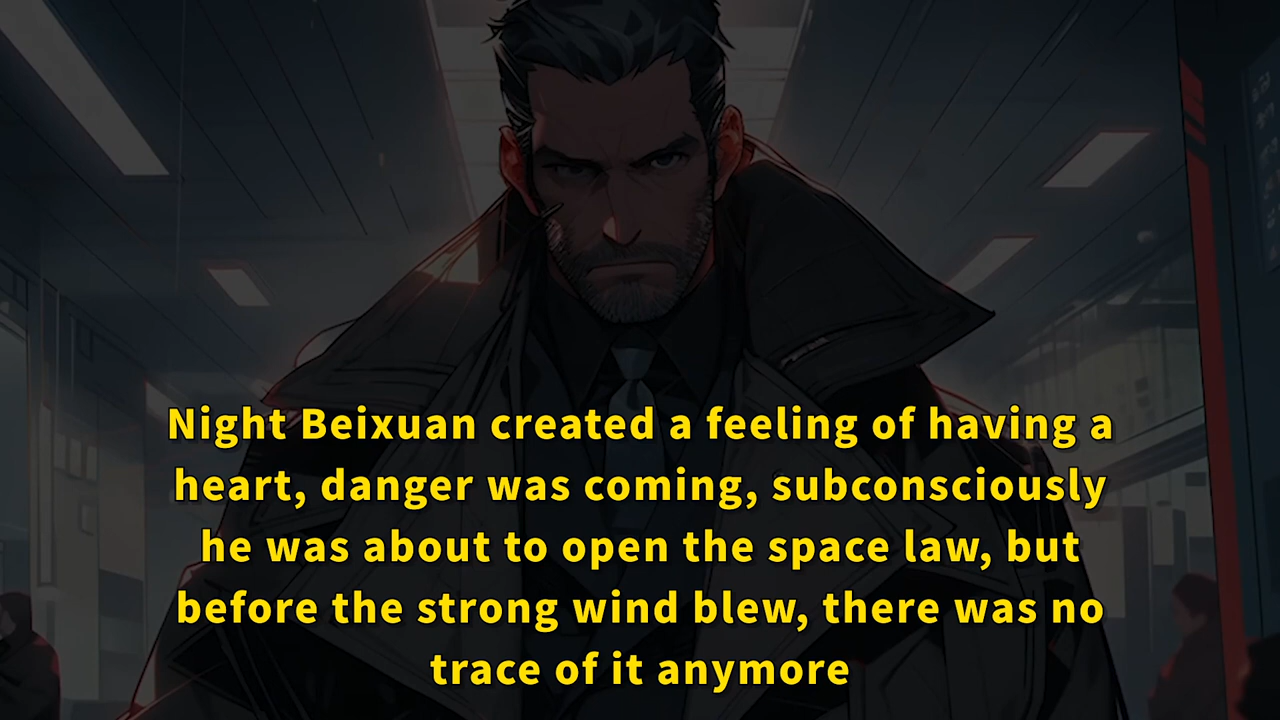 Night Beixuan created a feeling of having a
heart, danger was coming, subconsciously
he was about to open the space law, but
before the strong wind blew, there was no
trace of it anymore